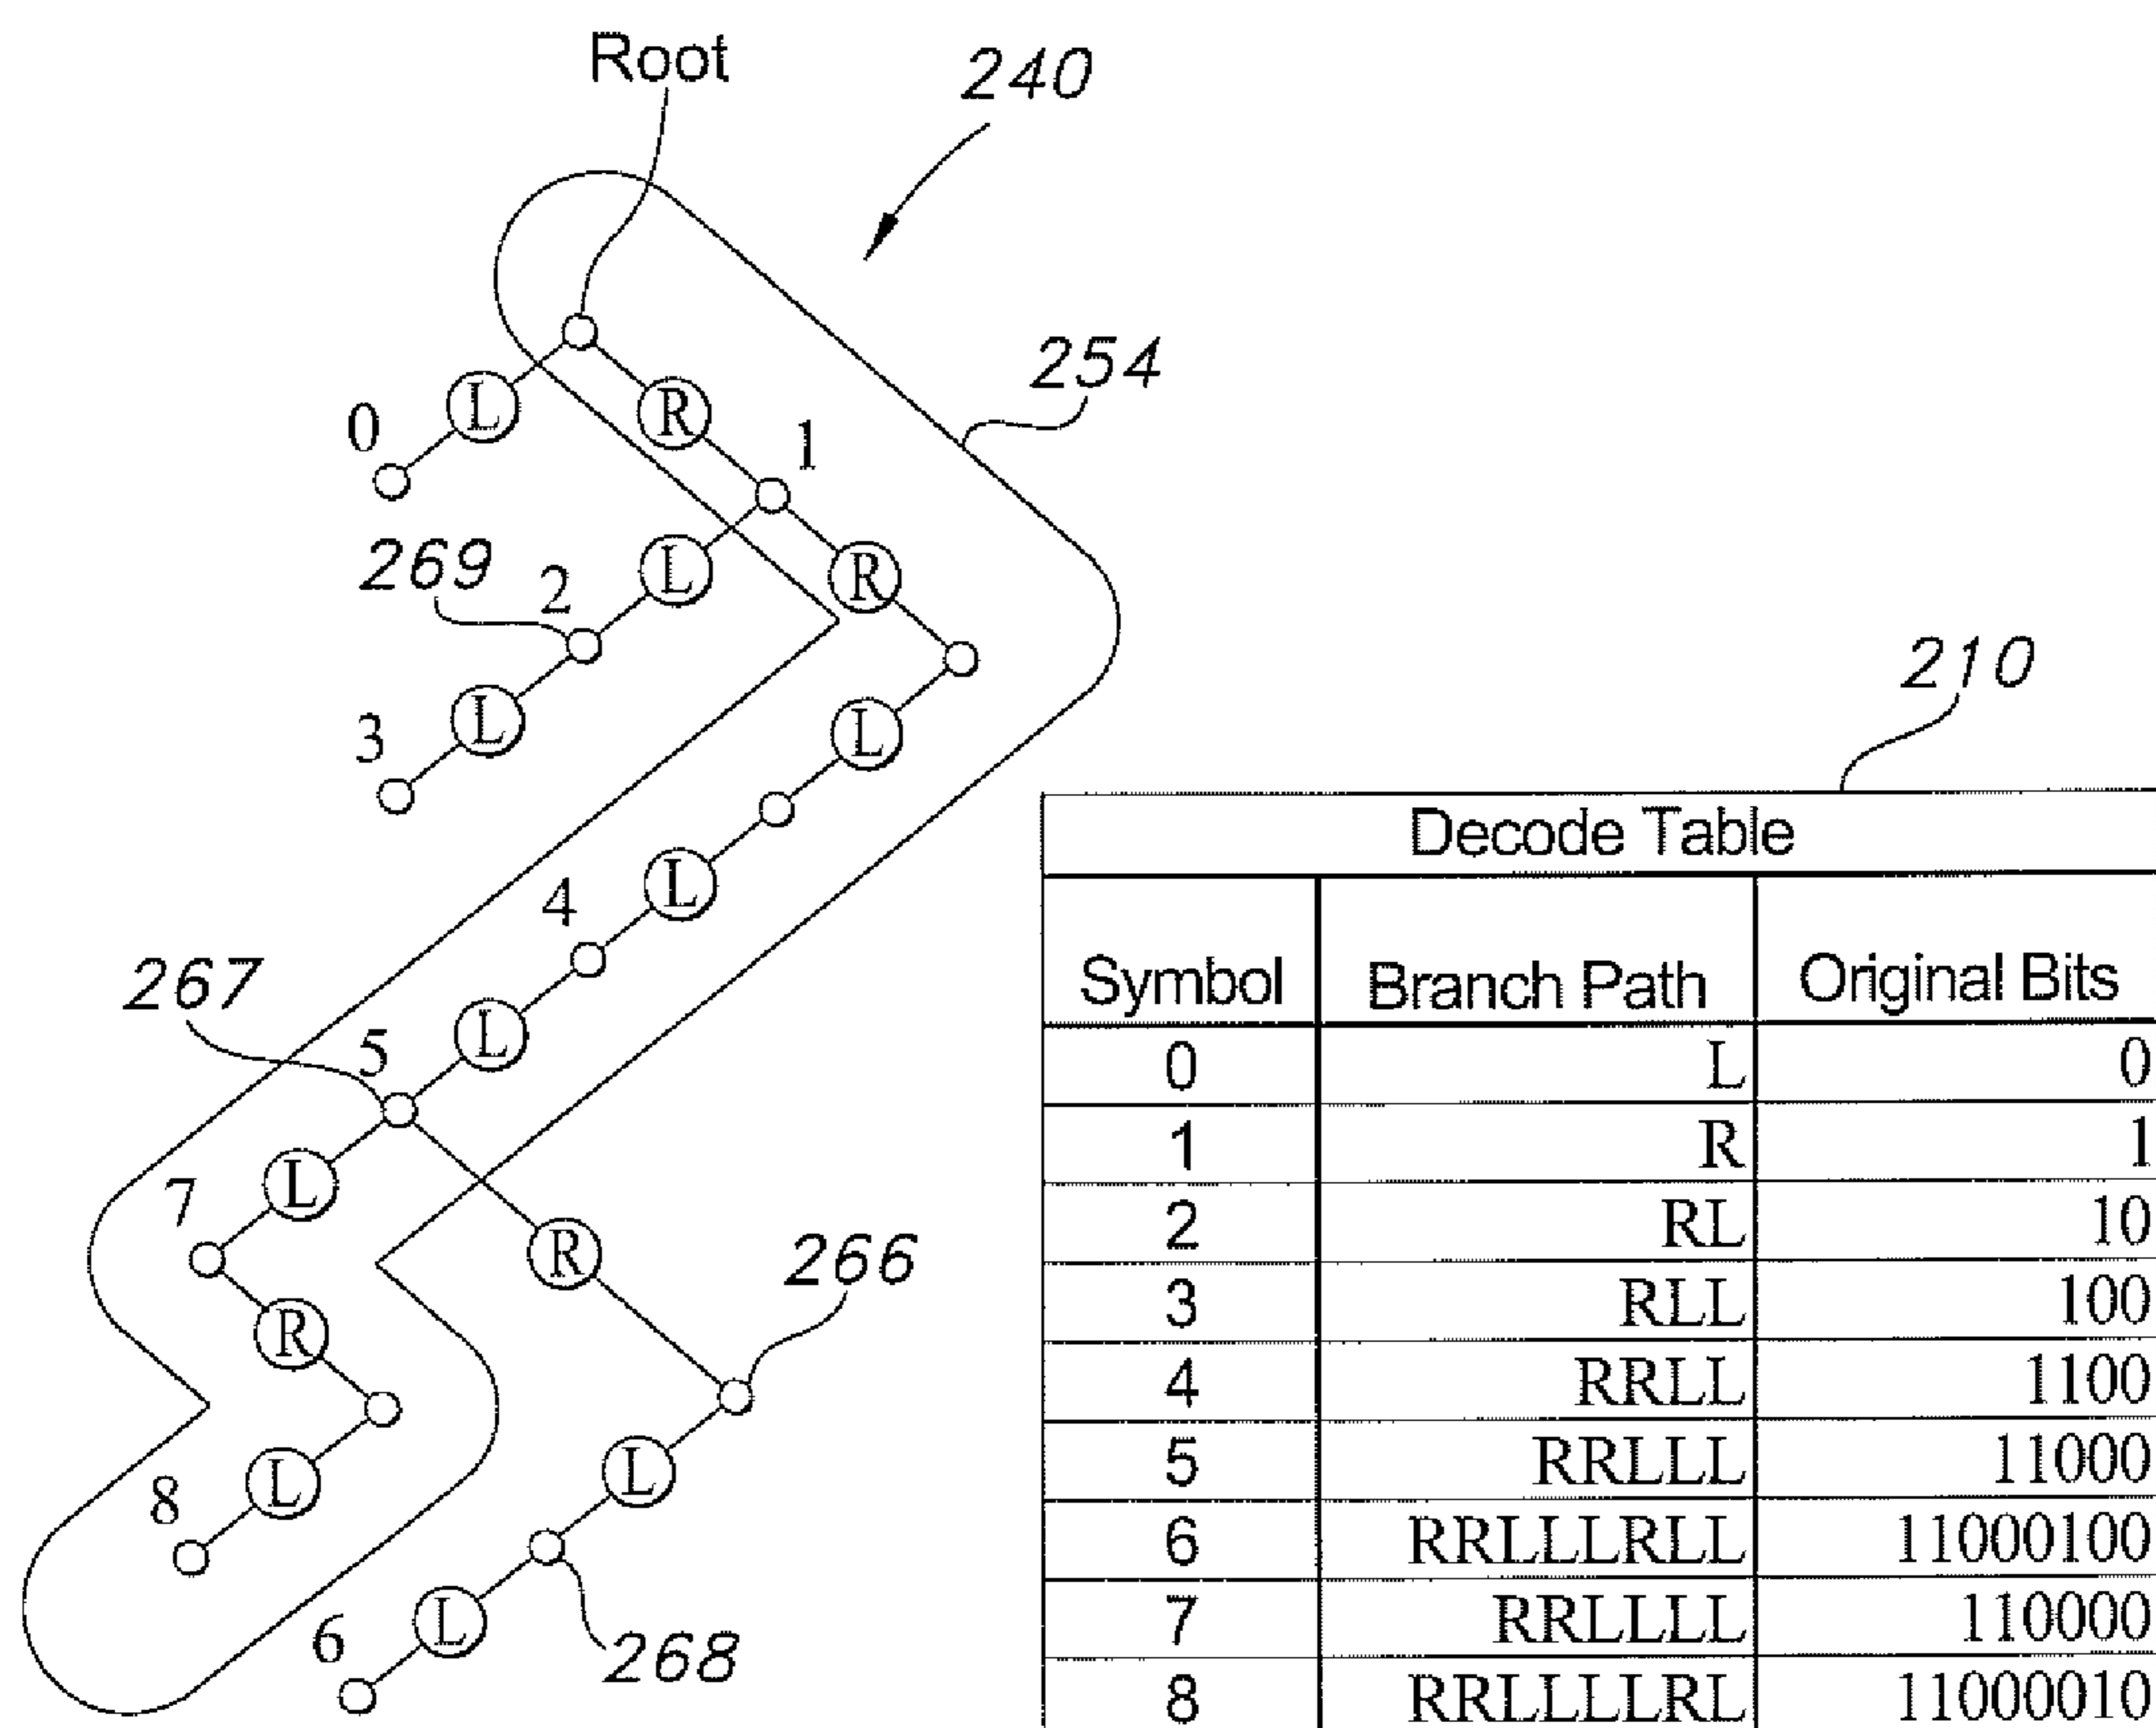 Root
240
254
L
R
0
1
269
2
L
R
3
L
L
210
4
L
267
5
L
7
L
R
266
R
L
8
L
6
L
268
Decode Table
Symbol Branch Path Original Bits
0 L 0
1 R 1
2 RL 10
3 RLL 100
4 RRLL 1100
5 RRLLL 11000
6 RRLLLRLL 11000100
7 RRLLLL 110000
8 RRLLLLRL 11000010